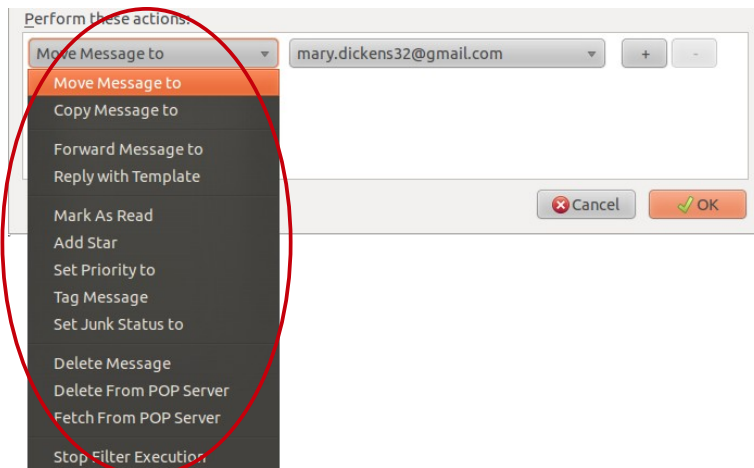 Perform these actions:
Move Message to mary.dickens32@gmail.com + -
Move Message to
Copy Message to
Forward Message to
Reply with Template
Mark As Read
Cancel OK
Add Star
Set Priority to
Tag Message
Set Junk Status to
Delete Message
Delete From POP Server
Fetch From POP Server
Stop Filter Execution